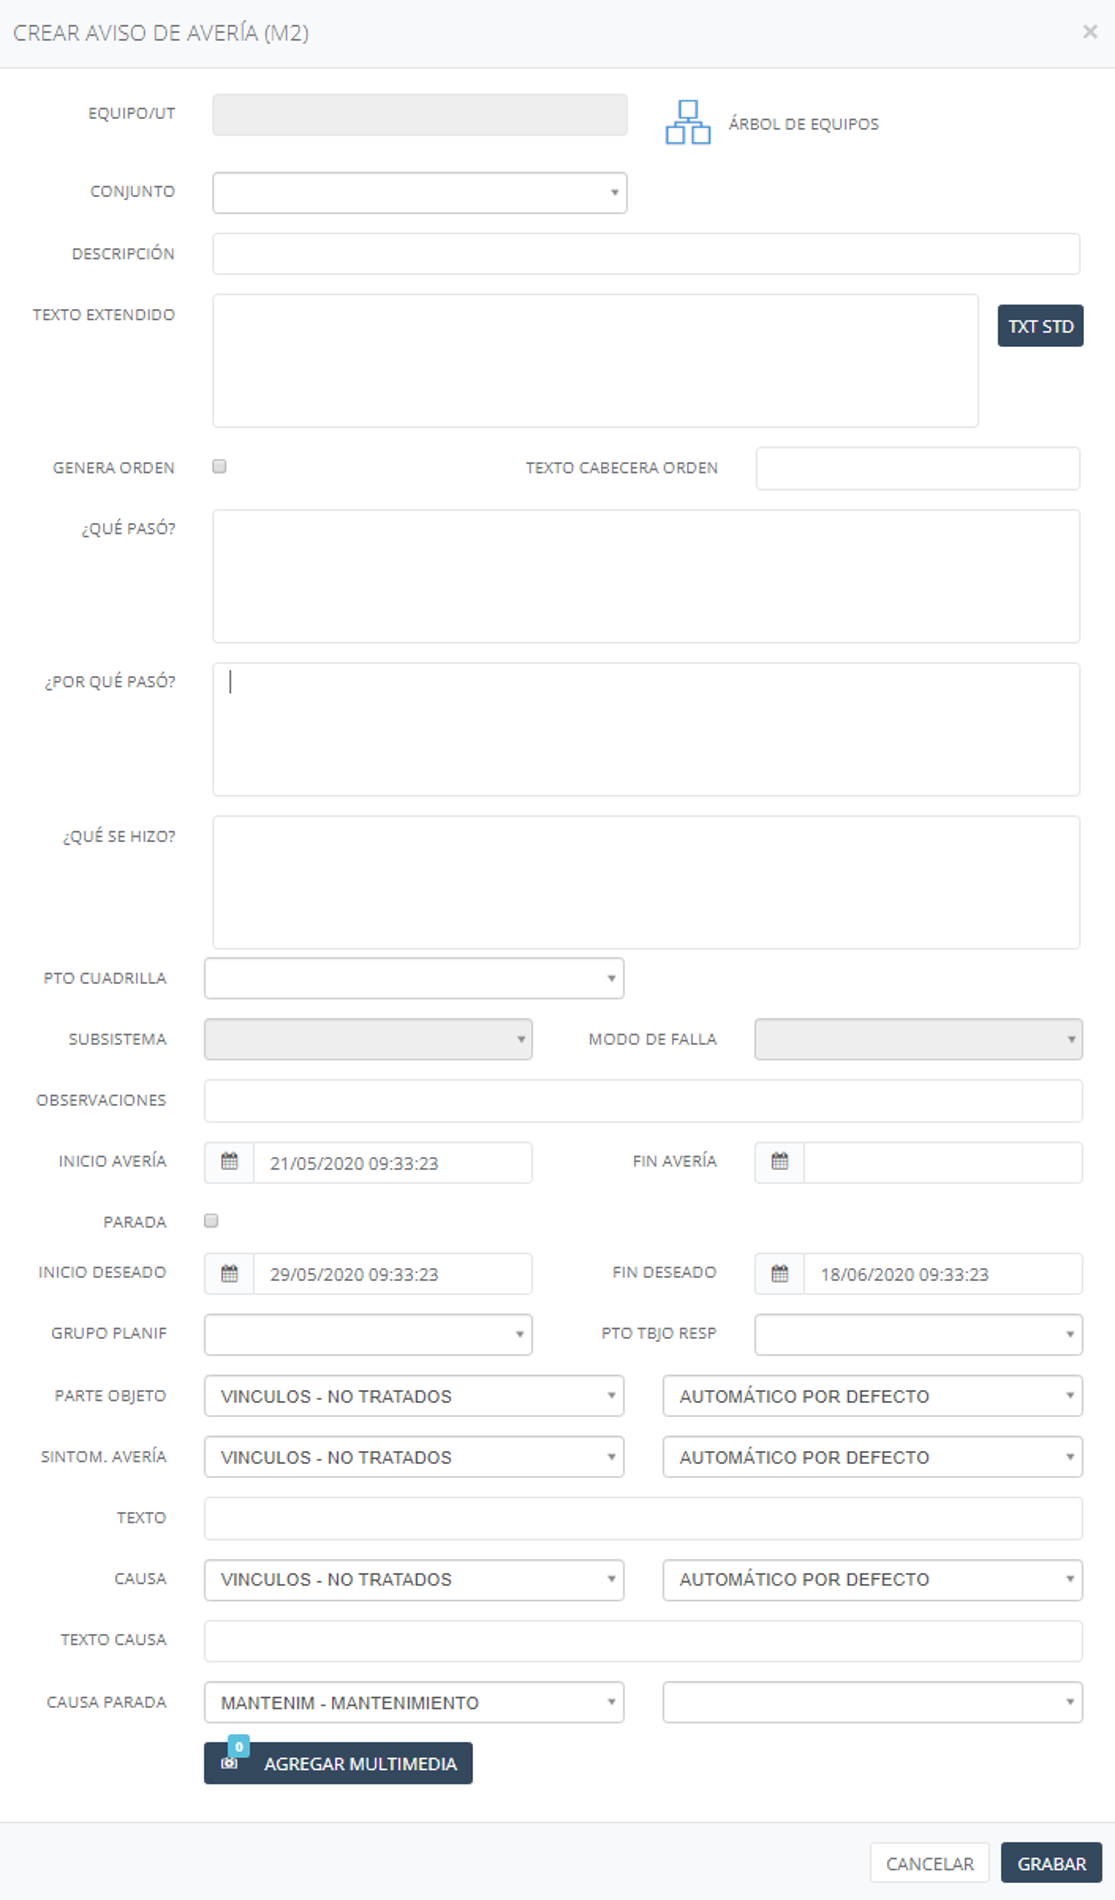 CREAR AVISO DE AVERÍA (M2) ×
EQUIPO/UT ÁRBOL DE EQUIPOS
CONJUNTO
DESCRIPCIÓN
TEXTO EXTENDIDO TXT STD
GENERA ORDEN TEXTO CABECERA ORDEN
¿QUÉ PASÓ?
¿POR QUÉ PASÓ?
¿QUÉ SE HIZO?
PTO CUADRILLA
SUBSISTEMA MODO DE FALLA
OBSERVACIONES
INICIO AVERÍA 21/05/2020 09:33:23 FIN AVERÍA
PARADA
INICIO DESEADO 29/05/2020 09:33:23 FIN DESEADO 18/06/2020 09:33:23
GRUPO PLANIF PTO TBJO RESP
PARTE OBJETO VINCULOS - NO TRATADOS AUTOMÁTICO POR DEFECTO
SINTOM. AVERÍA VINCULOS - NO TRATADOS AUTOMÁTICO POR DEFECTO
TEXTO
CAUSA VINCULOS - NO TRATADOS AUTOMÁTICO POR DEFECTO
TEXTO CAUSA
CAUSA PARADA MANTENIM - MANTENIMIENTO
0 AGREGAR MULTIMEDIA
CANCELAR GRABAR